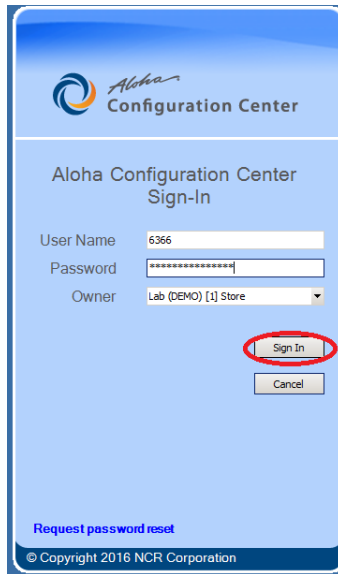 Aloha
Configuration Center
Aloha Configuration Center
Sign-In
User Name 6366
Password ***************
Owner Lab (DEMO) [1] Store
Sign In
Cancel
Request password reset
© Copyright 2016 NCR Corporation